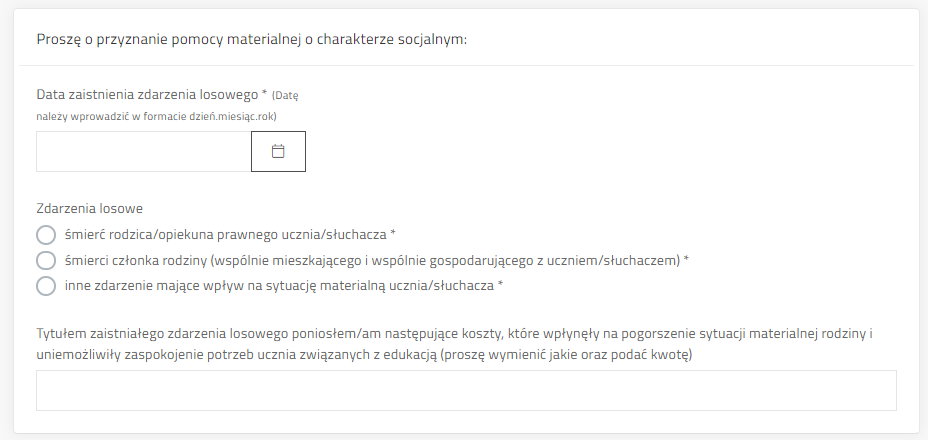 Proszę o przyznanie pomocy materialnej o charakterze socjalnym:
Data zaistnienia zdarzenia losowego * (Datę
należy wprowadzić w formacie dzień.miesiąc.rok)
Zdarzenia losowe
śmierć rodzica/opiekuna prawnego ucznia/słuchacza *
śmierci członka rodziny (wspólnie mieszkającego i wspólnie gospodarującego z uczniem/słuchaczem) *
inne zdarzenie mające wpływ na sytuację materialną ucznia/słuchacza *
Tytułem zaistniałego zdarzenia losowego poniosłem/am następujące koszty, które wpłynęły na pogorszenie sytuacji materialnej rodziny i
uniemożliwiły zaspokojenie potrzeb ucznia związanych z edukacją (proszę wymienić jakie oraz podać kwotę)